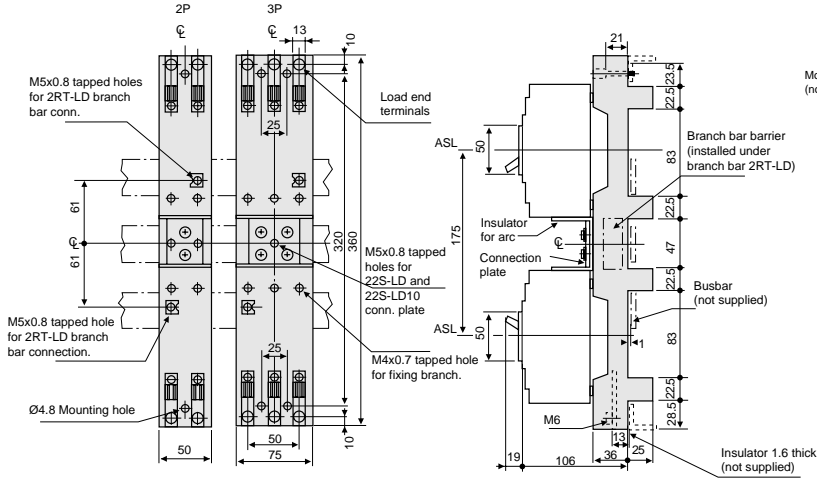 2P
3P
℄
℄
13
10
21
M5x0.8 tapped holes
for 2RT-LD branch
bar conn.
Load end
terminals
25
61
℄
61
320
360
M5x0.8 tapped
holes for
22S-LD and
22S-LD10
conn. plate
M5x0.8 tapped hole
for 2RT-LD branch
bar connection.
25
M4x0.7 tapped hole
for fixing branch.
Ø4.8 Mounting hole
50
50
75
10
23.5
22.5
Mo
(no
ASL
50
83
Branch bar barrier
(installed under
branch bar 2RT-LD)
175
22.5
Insulator
for arc
℄
47
Connection
plate
22.5
Busbar
(not supplied)
ASL
50
1
83
22.5
28.5
M6
13
19
106
36
25
Insulator 1.6 thick
(not supplied)